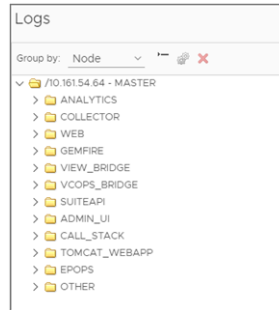 Logs
Group by: Node
/10.161.54.64 - MASTER
ANALYTICS
COLLECTOR
WEB
GEMFIRE
VIEW_BRIDGE
VCOPS_BRIDGE
SUITEAPI
ADMIN_UI
CALL_STACK
TOMCAT_WEBAPP
EPOPS
OTHER